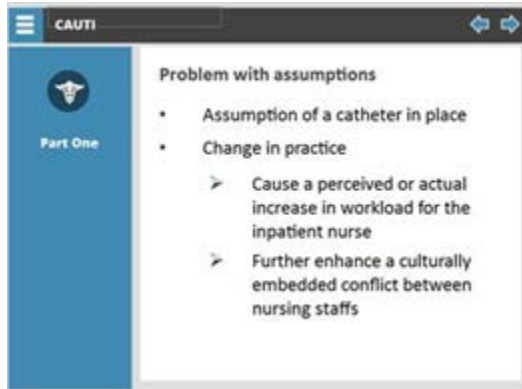 CAUTI
Part One
Problem with assumptions
• Assumption of a catheter in place
• Change in practice
➢ Cause a perceived or actual
increase in workload for the
inpatient nurse
➢ Further enhance a culturally
embedded conflict between
nursing staffs